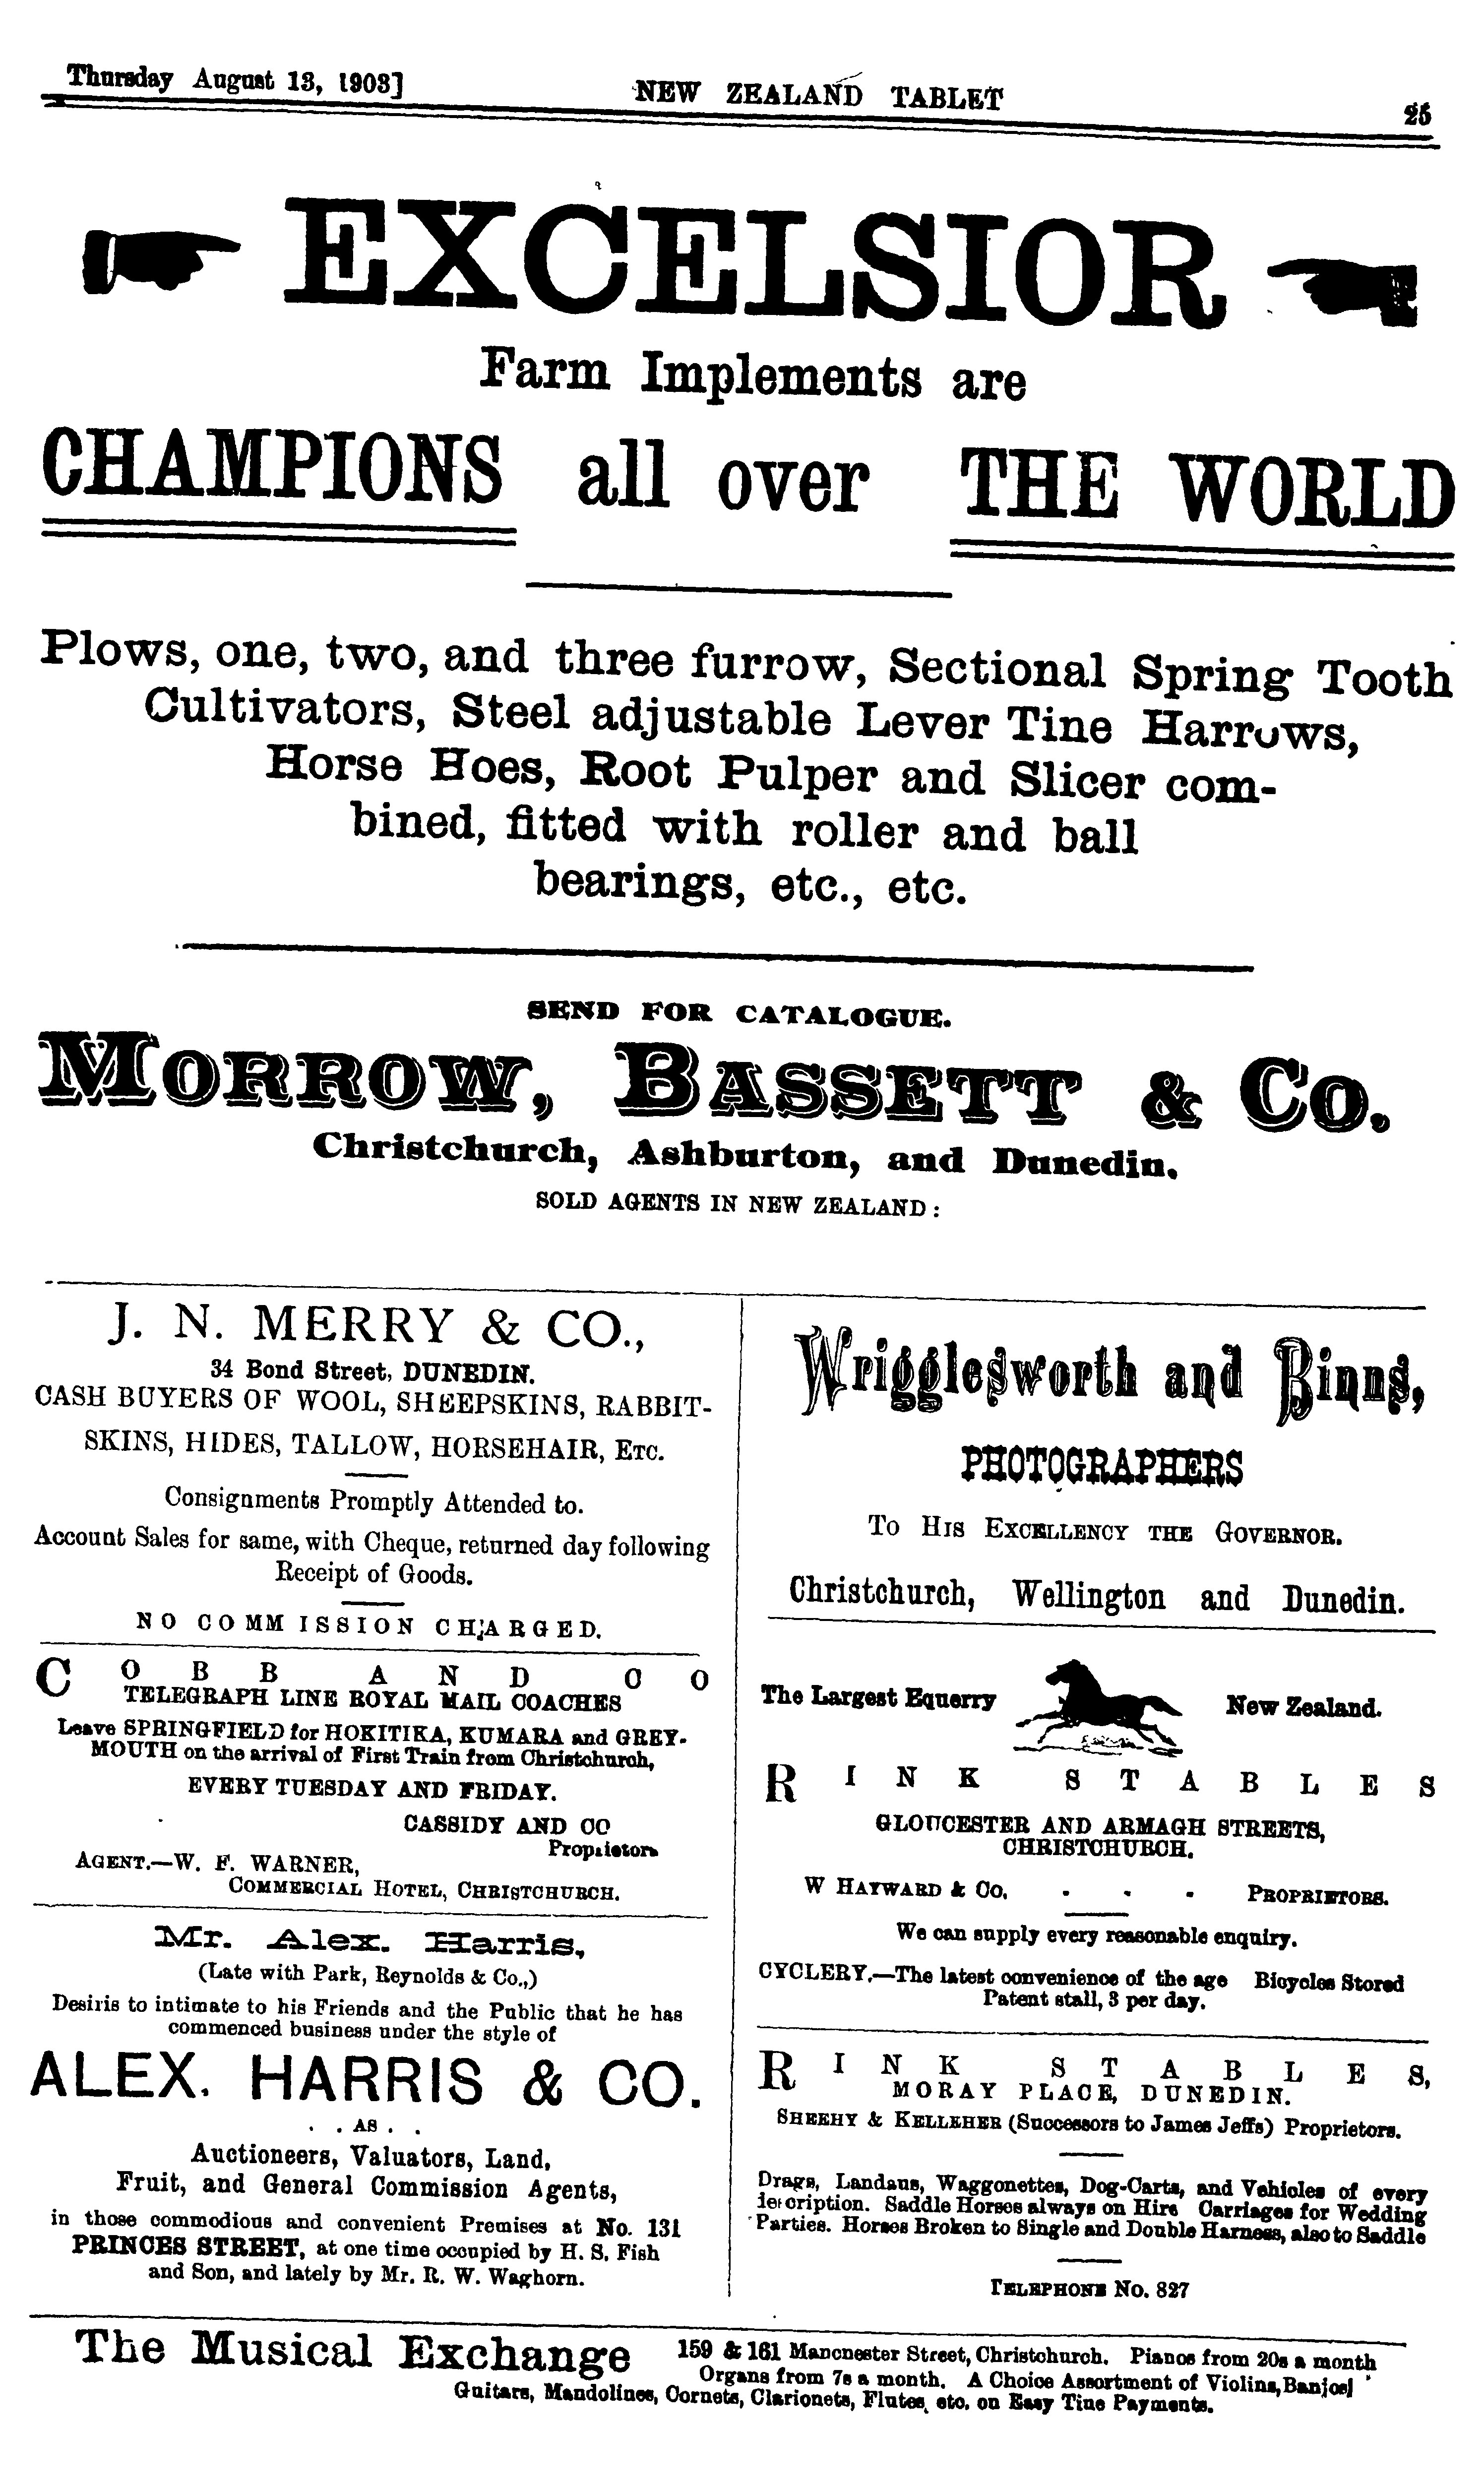 Thursday August 13, 1903]
NEW ZEALAND TABLET
25
EXCELSIOR
Farm Implements are
CHAMPIONS all over THE WORLD
Plows, one, two, and three furrow, Sectional Spring Tooth
Cultivators, Steel adjustable Lever Tine Harrows,
Horse Hoes, Root Pulper and Slicer com-
bined, fitted with roller and ball
bearings, etc., etc.
SEND FOR CATALOGUE.
MORROW, BASSETT & CO.
Christchurch, Ashburton, and Dunedin.
SOLD AGENTS IN NEW ZEALAND:
J. N. MERRY & CO.,
34 Bond Street, DUNEDIN.
CASH BUYERS OF WOOL, SHEEPSKINS, RABBIT-
SKINS, HIDES, TALLOW, HORSEHAIR, ETC.
Consignments Promptly Attended to.
Account Sales for same, with Cheque, returned day following
Receipt of Goods.
NO COMMISSION CHARGED.
COBB AND CO
TELEGRAPH LINE ROYAL MAIL COACHES
Leave SPRINGFIELD for HOKITIKA, KUMARA and GREY-
MOUTH on the arrival of First Train from Christchurch,
EVERY TUESDAY AND FRIDAY.
CASSIDY AND CO
Proprietors
AGENT.—W. F. WARNER,
COMMERCIAL HOTEL, CHRISTCHURCH.
Mr. Alex. Harris,
(Late with Park, Reynolds & Co.,)
Desiris to intimate to his Friends and the Public that he has
commenced business under the style of
ALEX. HARRIS & CO.
. . AS . .
Auctioneers, Valuators, Land,
Fruit, and General Commission Agents,
in those commodious and convenient Premises at No. 131
PRINCES STREET, at one time occupied by H. S. Fish
and Son, and lately by Mr. R. W. Waghorn.
Wrigglesworth and Binns,
PHOTOGRAPHERS
TO HIS EXCELLENCY THE GOVERNOR.
Christchurch, Wellington and Dunedin.
The Largest Equerry New Zealand.
RINK STABLES
GLOUCESTER AND ARMAGH STREETS,
CHRISTCHURCH.
W HAYWARD & CO. - - - PROPRIETORS.
We can supply every reasonable enquiry.
CYCLERY.—The latest convenience of the age Bicycles Stored
Patent stall, 3 per day.
RINK STABLES,
MORAY PLACE, DUNEDIN.
SHEEHY & KELLEHER (Successors to James Jeffs) Proprietors.
Drags, Landaus, Waggonettes, Dog-Carts, and Vehicles of every
description. Saddle Horses always on Hire Carriages for Wedding
Parties. Horses Broken to Single and Double Harness, also to Saddle
TELEPHONE No. 827
The Musical Exchange
159 & 161 Manchester Street, Christchurch. Pianos from 20s a month
Organs from 7s a month. A Choice Assortment of Violins, Banjos
Guitars, Mandolines, Cornets, Clarionets, Flutes, etc. on Easy Time Payments.